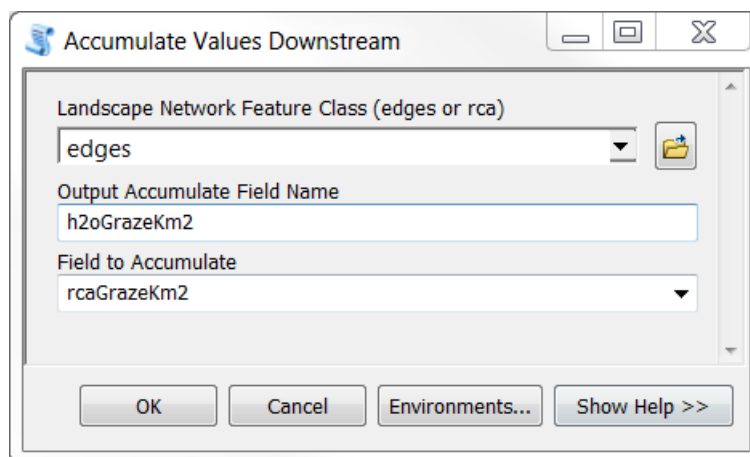 Accumulate Values Downstream
Landscape Network Feature Class (edges or rca)
edges
Output Accumulate Field Name
h2oGrazeKm2
Field to Accumulate
rcaGrazeKm2
OK Cancel Environments... Show Help >>